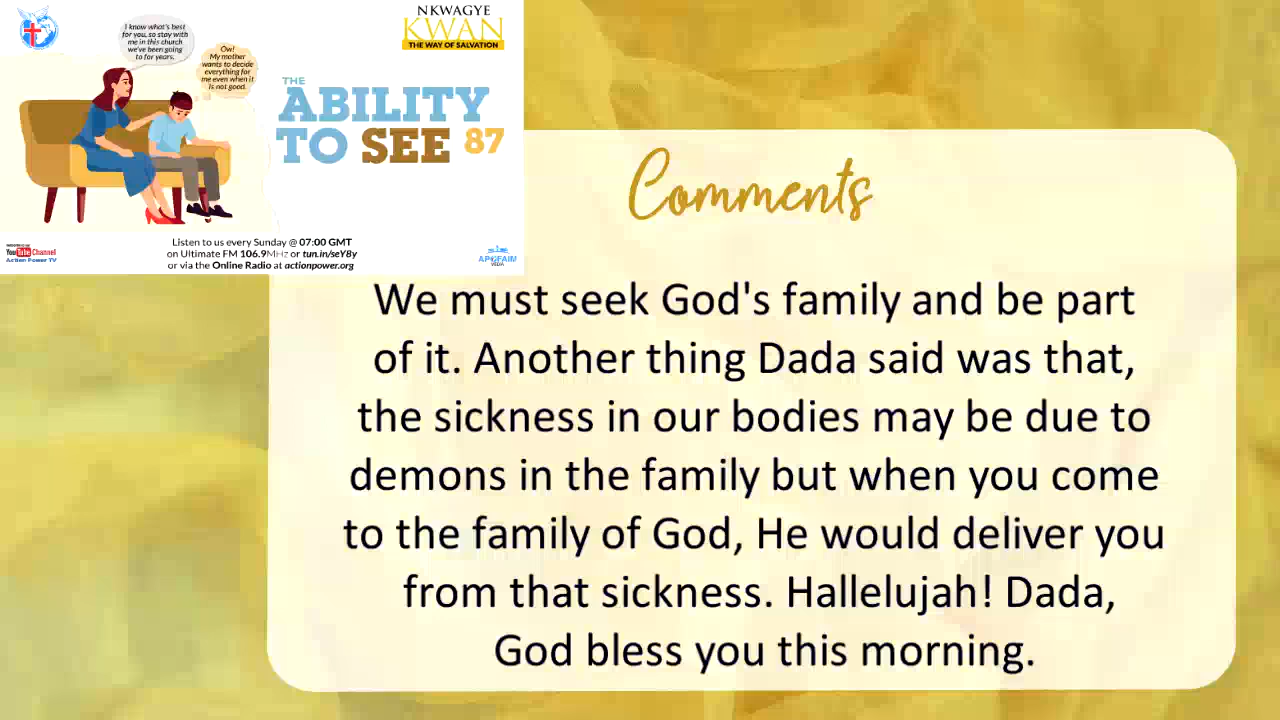 I know what's best
for you, so stay with
me in this church
we've been going
to for years.
Ow!
My mother
wants to decide
everything for
me even when it
is not good.
NKWAGYE
KWAN
THE WAY OF SALVATION
THE
ABILITY
TO SEE 87
Listen to us every Sunday @ 07:00 GMT
on Ultimate FM 106.9MHz or tun.in/seY8y
or via the Online Radio at actionpower.org
YouTube Channel
Action Power TV
APOFAIM
MEDIA
Comments
We must seek God's family and be part
of it. Another thing Dada said was that,
the sickness in our bodies may be due to
demons in the family but when you come
to the family of God, He would deliver you
from that sickness. Hallelujah! Dada,
God bless you this morning.